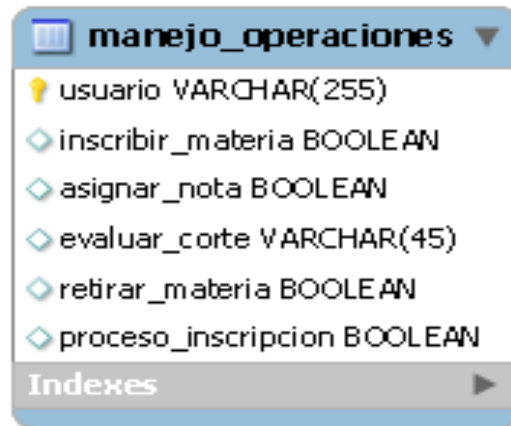 manejo_operaciones
usuario VARCHAR(255)
inscribir_materia BOOLEAN
asignar_nota BOOLEAN
evaluar_corte VARCHAR(45)
retirar_materia BOOLEAN
proceso_inscripcion BOOLEAN
Indexes